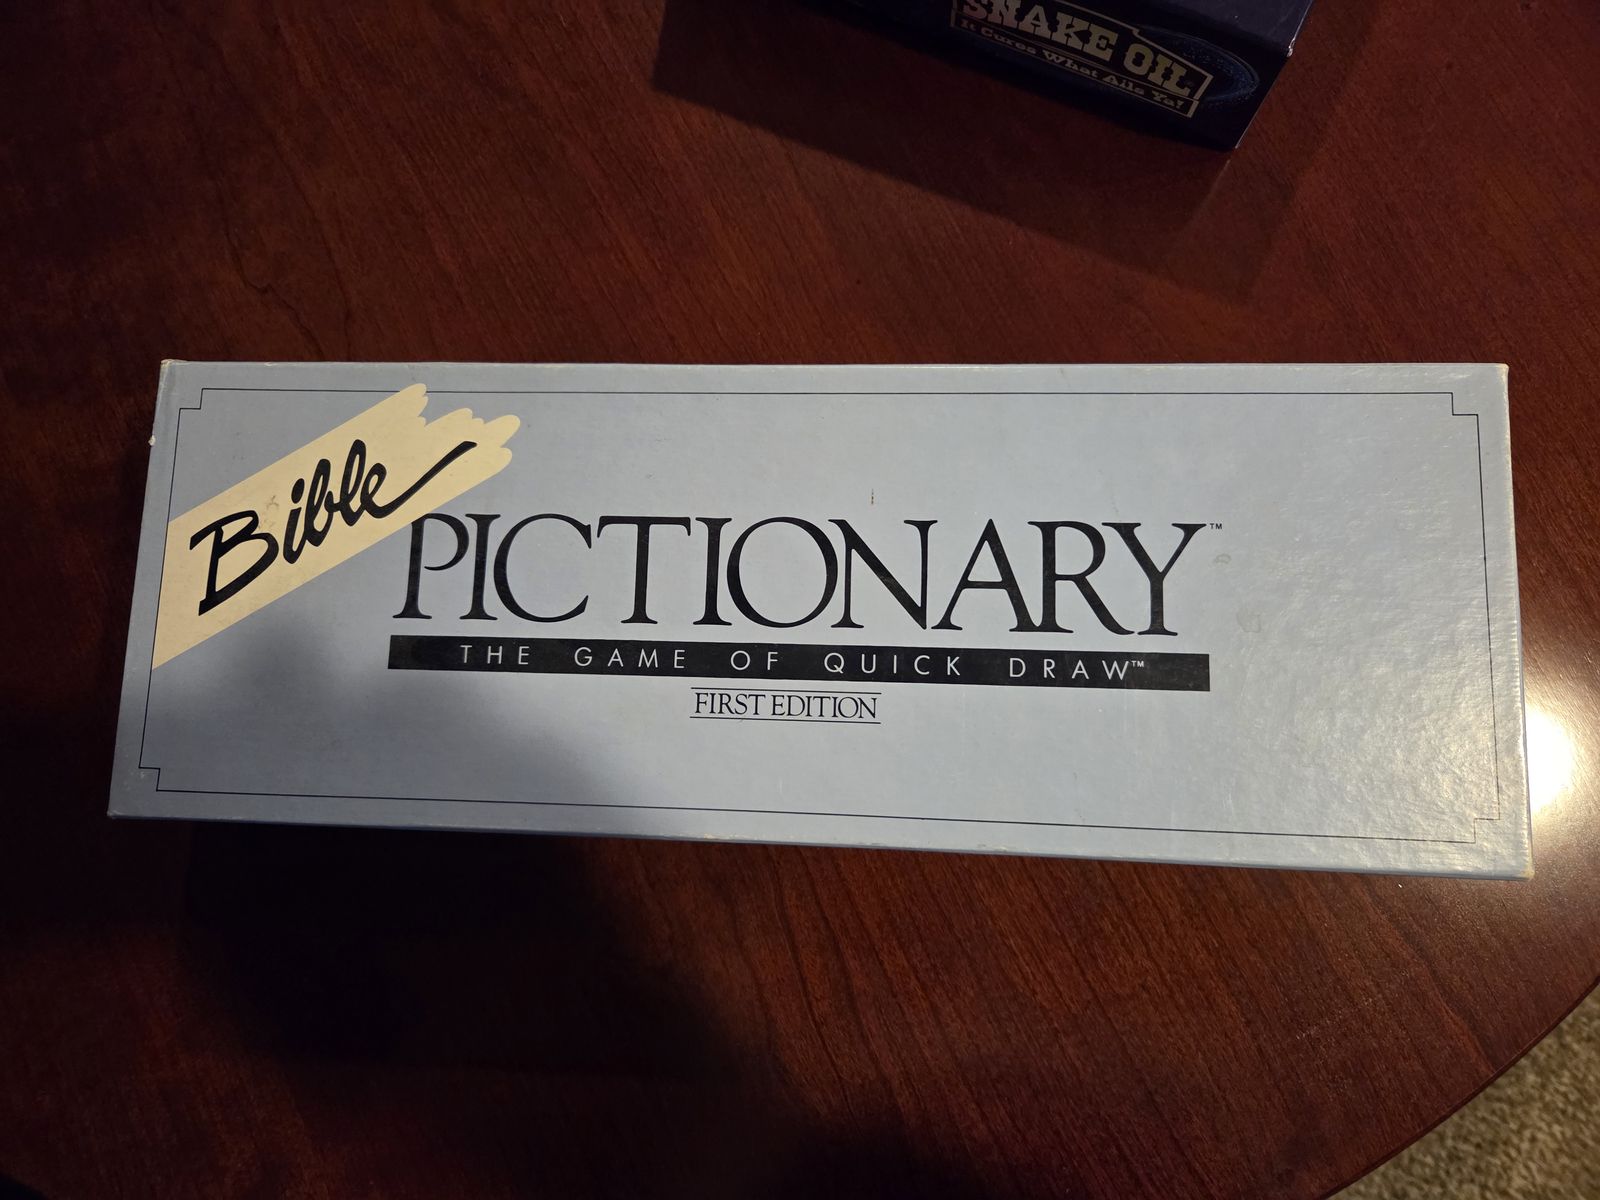 SNAKE OIL
It Cures What Ails Ya!
Bible
PICTIONARY™
THE GAME OF QUICK DRAW™
FIRST EDITION